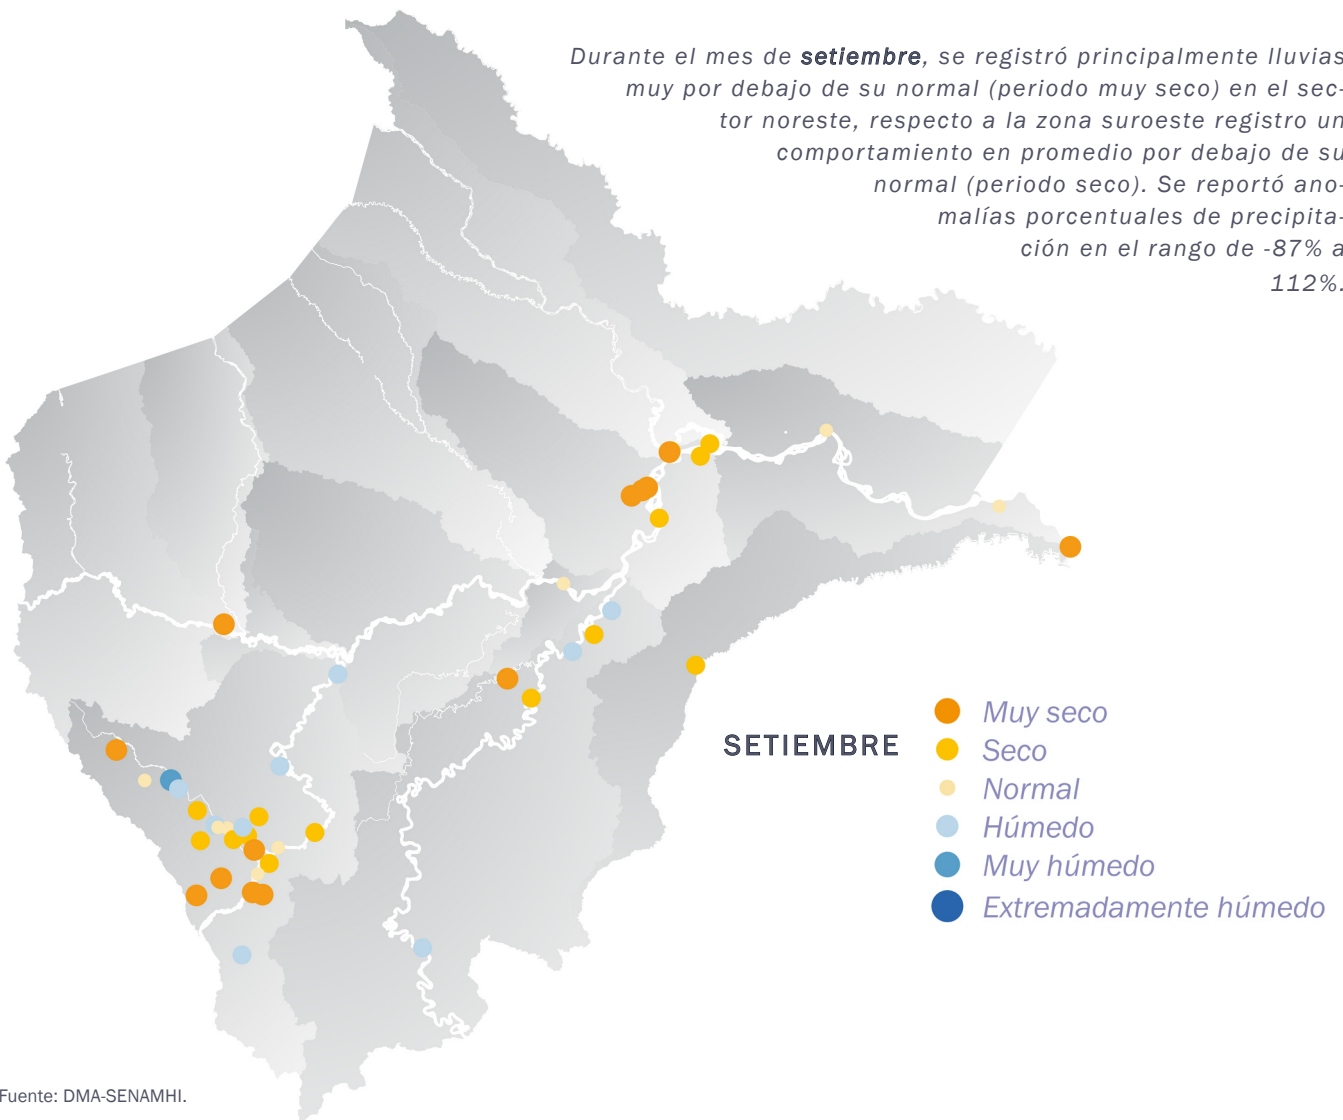 Durante el mes de setiembre, se registró principalmente lluvias
muy por debajo de su normal (periodo muy seco) en el sec-
tor noreste, respecto a la zona suroeste registro un
comportamiento en promedio por debajo de su
normal (periodo seco). Se reportó ano-
malías porcentuales de precipita-
ción en el rango de -87% a
112%.
SETIEMBRE
Muy seco
Seco
Normal
Húmedo
Muy húmedo
Extremadamente húmedo
Fuente: DMA-SENAMHI.